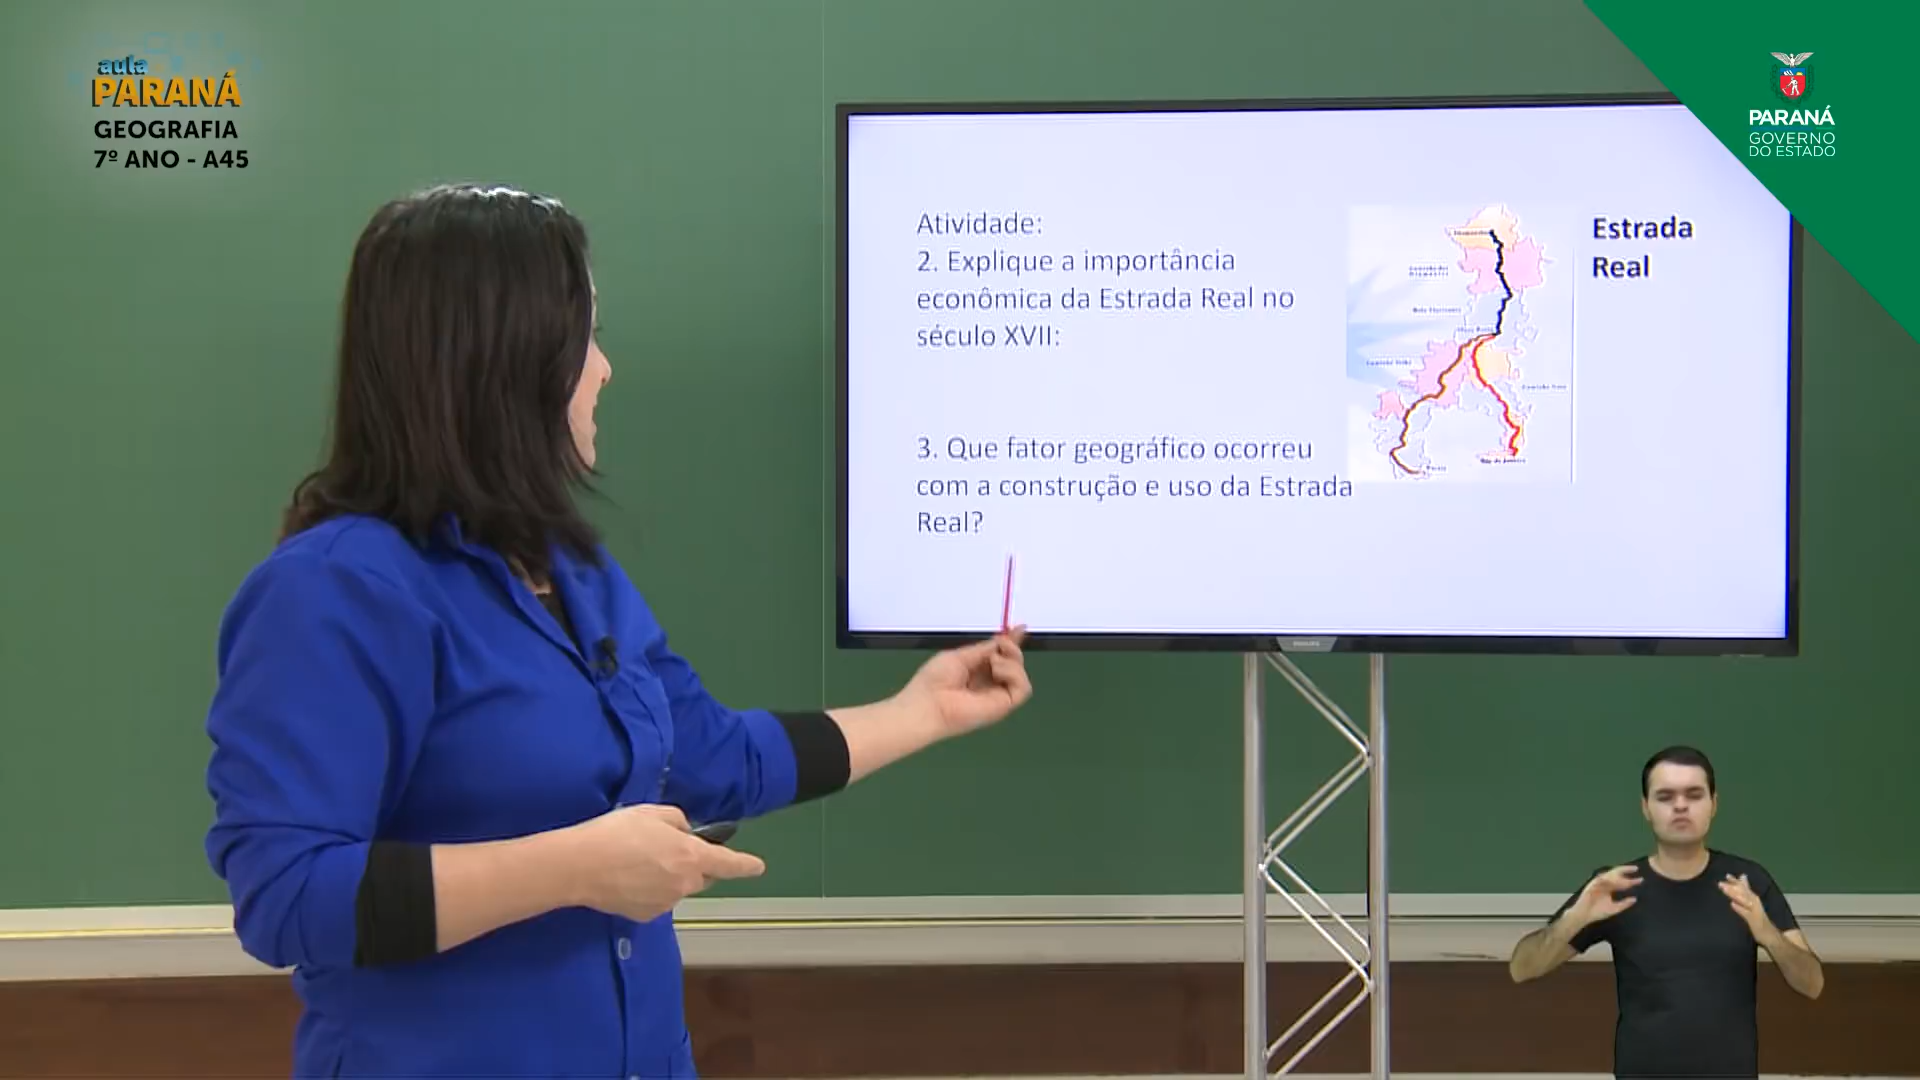 aula
PARANÁ
GEOGRAFIA
7º ANO - A45
PARANÁ
GOVERNO
DO ESTADO
Atividade:
2. Explique a importância
econômica da Estrada Real no
século XVII:
3. Que fator geográfico ocorreu
com a construção e uso da Estrada
Real?
Estrada
Real